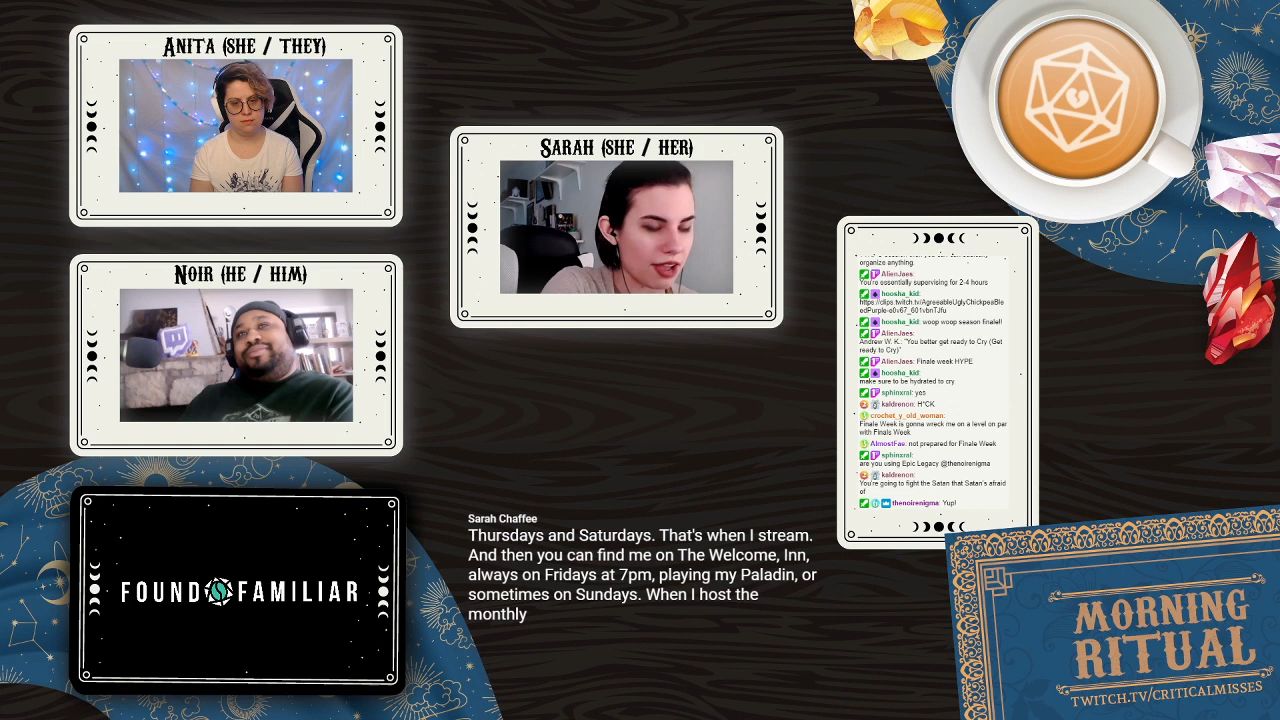 ANITA (SHE / THEY)
SARAH (SHE / HER)
NOIR (HE / HIM)
organize anything.
AlienJaes:
You're essentially supervising for 2-4 hours
hoosha_kid:
https://clips.twitch.tv/AgreeableUglyChickpeaBle
edPurple-e0v67_601vbnTJfu
hoosha_kid: woop woop season finale!!
AlienJaes:
Andrew W. K.: "You better get ready to Cry (Get
ready to Cry)"
AlienJaes: Finale week HYPE
hoosha_kid:
make sure to be hydrated to cry
sphinxral: yes
kaldrenon: H*CK
crochet_y_old_woman:
Finale Week is gonna wreck me on a level on par
with Finals Week
AlmostFae: not prepared for Finale Week
sphinxral:
are you using Epic Legacy @thenoirenigma
kaldrenon:
You're going to fight the Satan that Satan's afraid
of
thenoirenigma: Yup!
FOUND FAMILIAR
Sarah Chaffee
Thursdays and Saturdays. That's when I stream.
And then you can find me on The Welcome, Inn,
always on Fridays at 7pm, playing my Paladin, or
sometimes on Sundays. When I host the
monthly
MORNING
RITUAL
TWITCH.TV/CRITICALMISSES